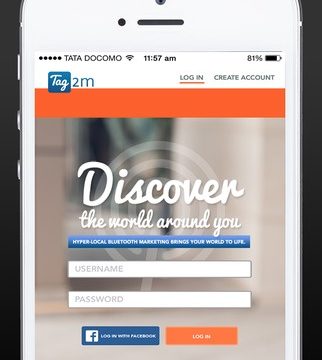 TATA DOCOMO 11:57 am 81%
Tag2m LOG IN CREATE ACCOUNT
Discover
the world around you
HYPER-LOCAL BLUETOOTH MARKETING BRINGS YOUR WORLD TO LIFE.
USERNAME
PASSWORD
f LOG IN WITH FACEBOOK LOG IN